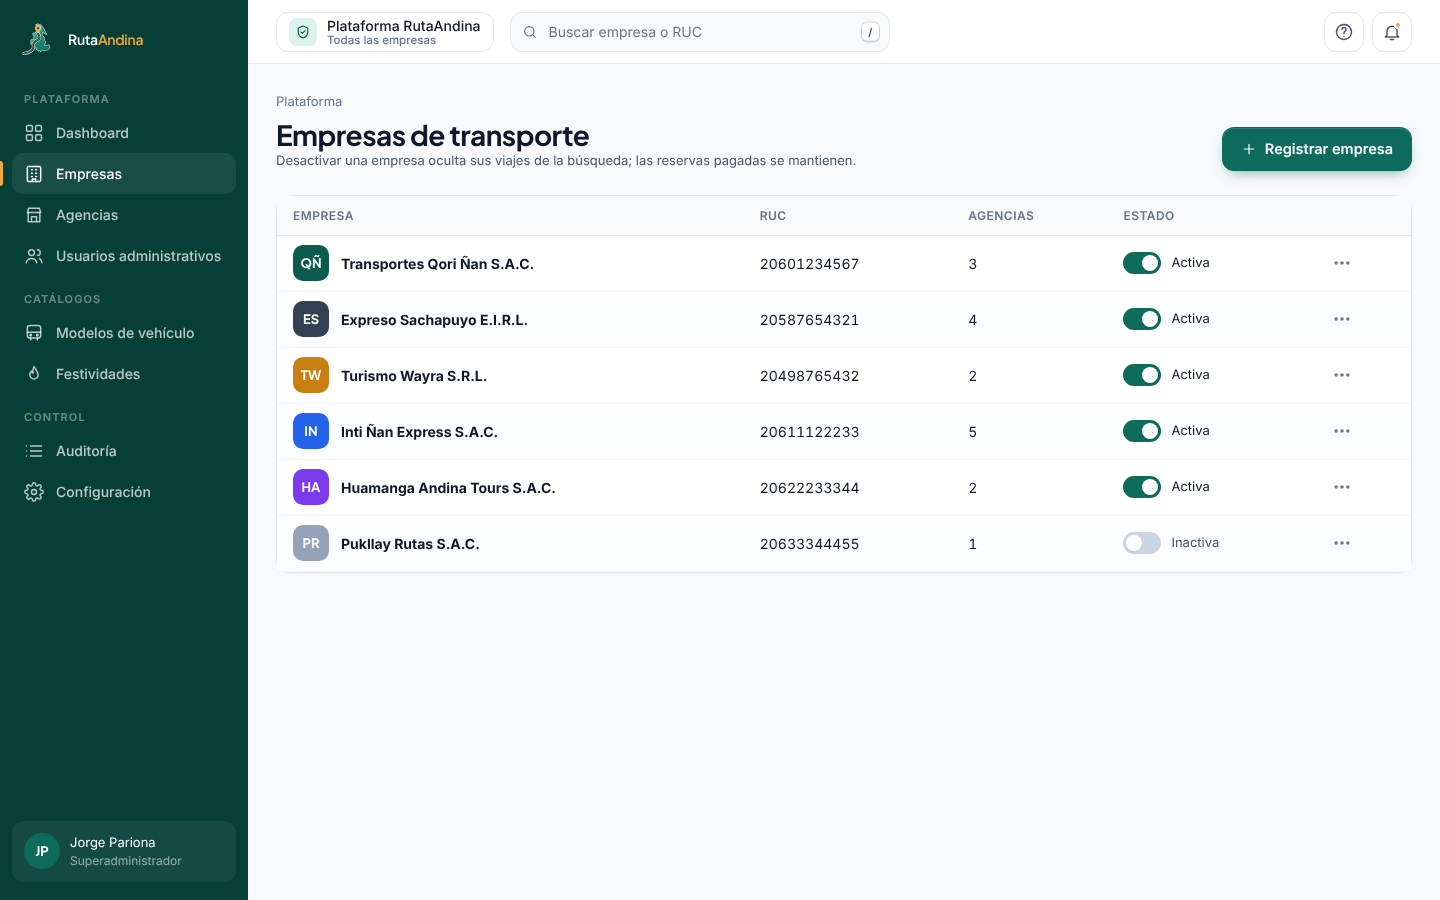 RutaAndina
PLATAFORMA
Dashboard
Empresas
Agencias
Usuarios administrativos
CATÁLOGOS
Modelos de vehículo
Festividades
CONTROL
Auditoría
Configuración
JP
Jorge Pariona
Superadministrador
Plataforma RutaAndina
Todas las empresas
Buscar empresa o RUC
/
Plataforma
Empresas de transporte
Desactivar una empresa oculta sus viajes de la búsqueda; las reservas pagadas se mantienen.
+ Registrar empresa
EMPRESA RUC AGENCIAS ESTADO
QÑ Transportes Qori Ñan S.A.C. 20601234567 3 Activa
ES Expreso Sachapuyo E.I.R.L. 20587654321 4 Activa
TW Turismo Wayra S.R.L. 20498765432 2 Activa
IN Inti Ñan Express S.A.C. 20611122233 5 Activa
HA Huamanga Andina Tours S.A.C. 20622233344 2 Activa
PR Pukllay Rutas S.A.C. 20633344455 1 Inactiva